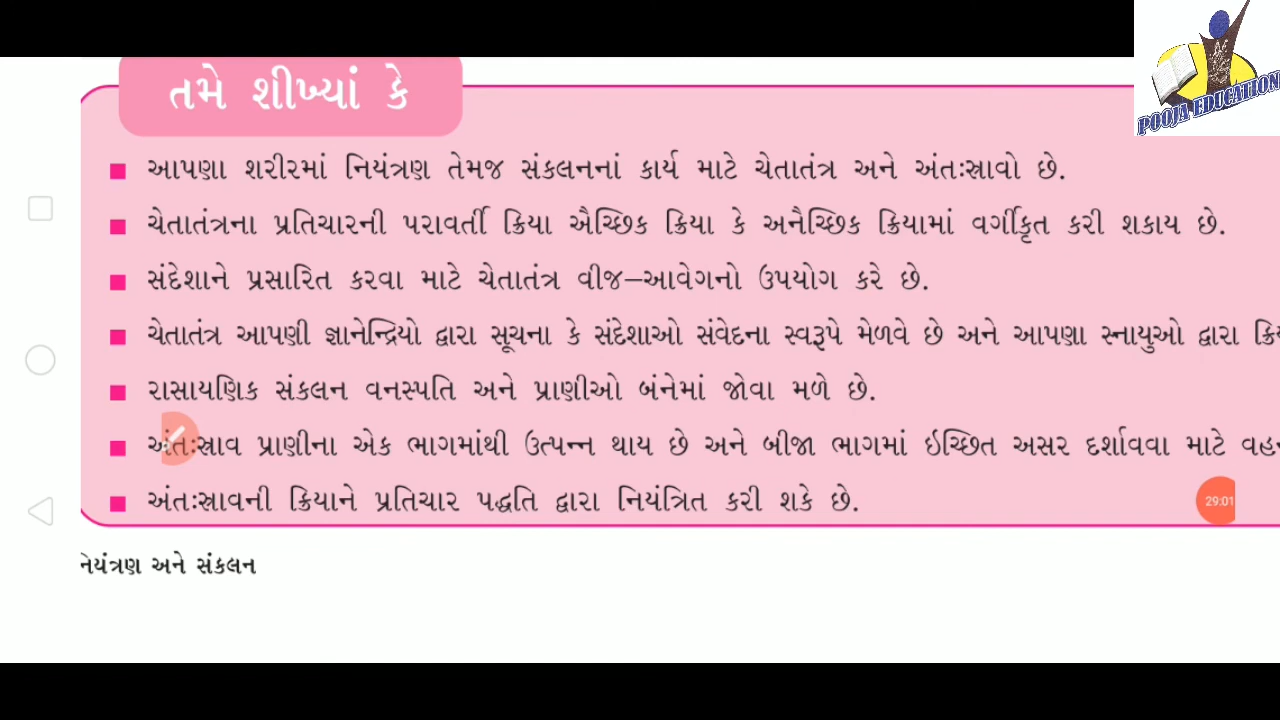 તમે શીખ્યાં કે
POOJA EDUCATION
આપણા શરીરમાં નિયંત્રણ તેમજ સંકલનનાં કાર્ય માટે ચેતાતંત્ર અને અંતઃસ્રાવો છે.
ચેતાતંત્રના પ્રતિચારની પરાવર્તી ક્રિયા ઐચ્છિક ક્રિયા કે અનૈચ્છિક ક્રિયામાં વર્ગીકૃત કરી શકાય છે.
સંદેશાને પ્રસારિત કરવા માટે ચેતાતંત્ર વીજ–આવેગનો ઉપયોગ કરે છે.
ચેતાતંત્ર આપણી જ્ઞાનેન્દ્રિયો દ્વારા સૂચના કે સંદેશાઓ સંવેદના સ્વરૂપે મેળવે છે અને આપણા સ્નાયુઓ દ્વારા
રાસાયણિક સંકલન વનસ્પતિ અને પ્રાણીઓ બંનેમાં જોવા મળે છે.
અંતઃસ્રાવ પ્રાણીના એક ભાગમાંથી ઉત્પન્ન થાય છે અને બીજા ભાગમાં ઇચ્છિત અસર દર્શાવવા માટે
અંતઃસ્રાવની ક્રિયાને પ્રતિચાર પદ્ધતિ દ્વારા નિયંત્રિત કરી શકે છે.
29:01
નિયંત્રણ અને સંકલન